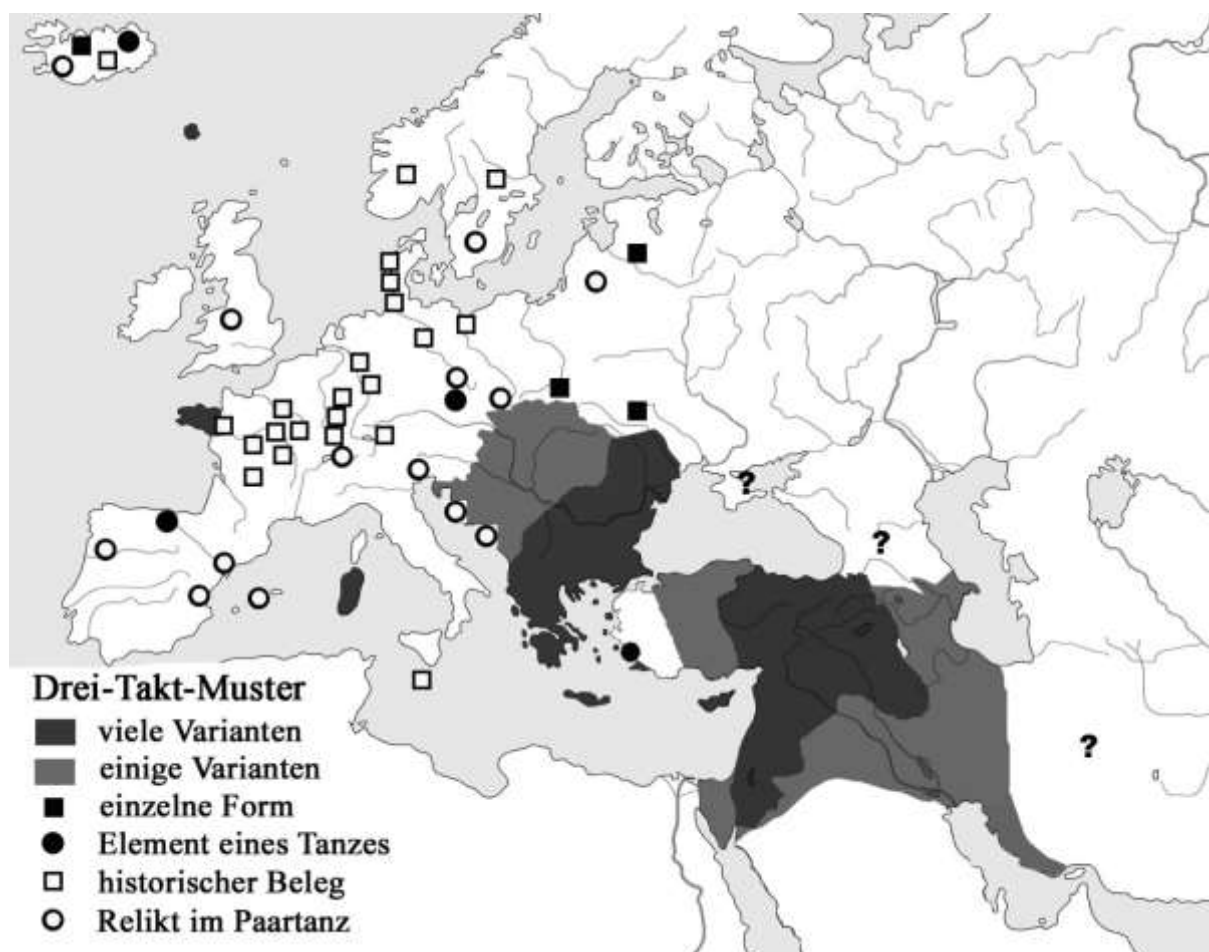 ?
?
?
Drei-Takt-Muster
viele Varianten
einige Varianten
einzelne Form
Element eines Tanzes
historischer Beleg
Relikt im Paartanz